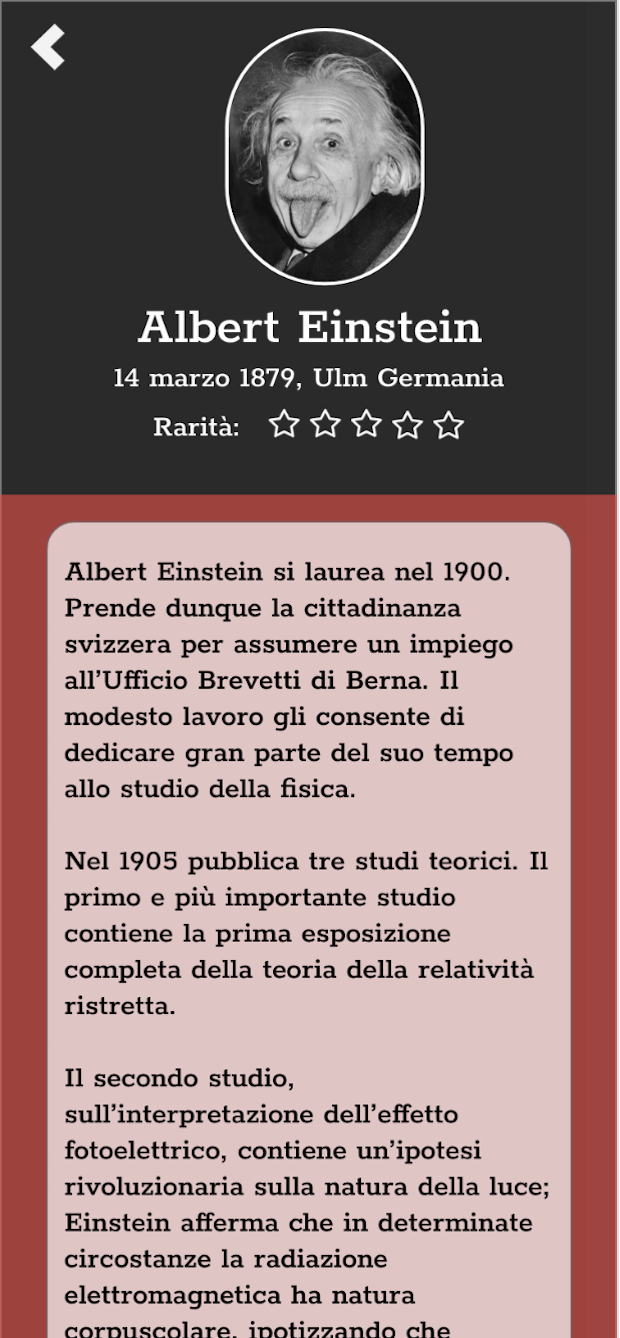 Albert Einstein
14 marzo 1879, Ulm Germania
Rarità:
Albert Einstein si laurea nel 1900.
Prende dunque la cittadinanza
svizzera per assumere un impiego
all’Ufficio Brevetti di Berna. Il
modesto lavoro gli consente di
dedicare gran parte del suo tempo
allo studio della fisica.
Nel 1905 pubblica tre studi teorici. Il
primo e più importante studio
contiene la prima esposizione
completa della teoria della relatività
ristretta.
Il secondo studio,
sull’interpretazione dell’effetto
fotoelettrico, contiene un’ipotesi
rivoluzionaria sulla natura della luce;
Einstein afferma che in determinate
circostanze la radiazione
elettromagnetica ha natura
corpuscolare, ipotizzando che